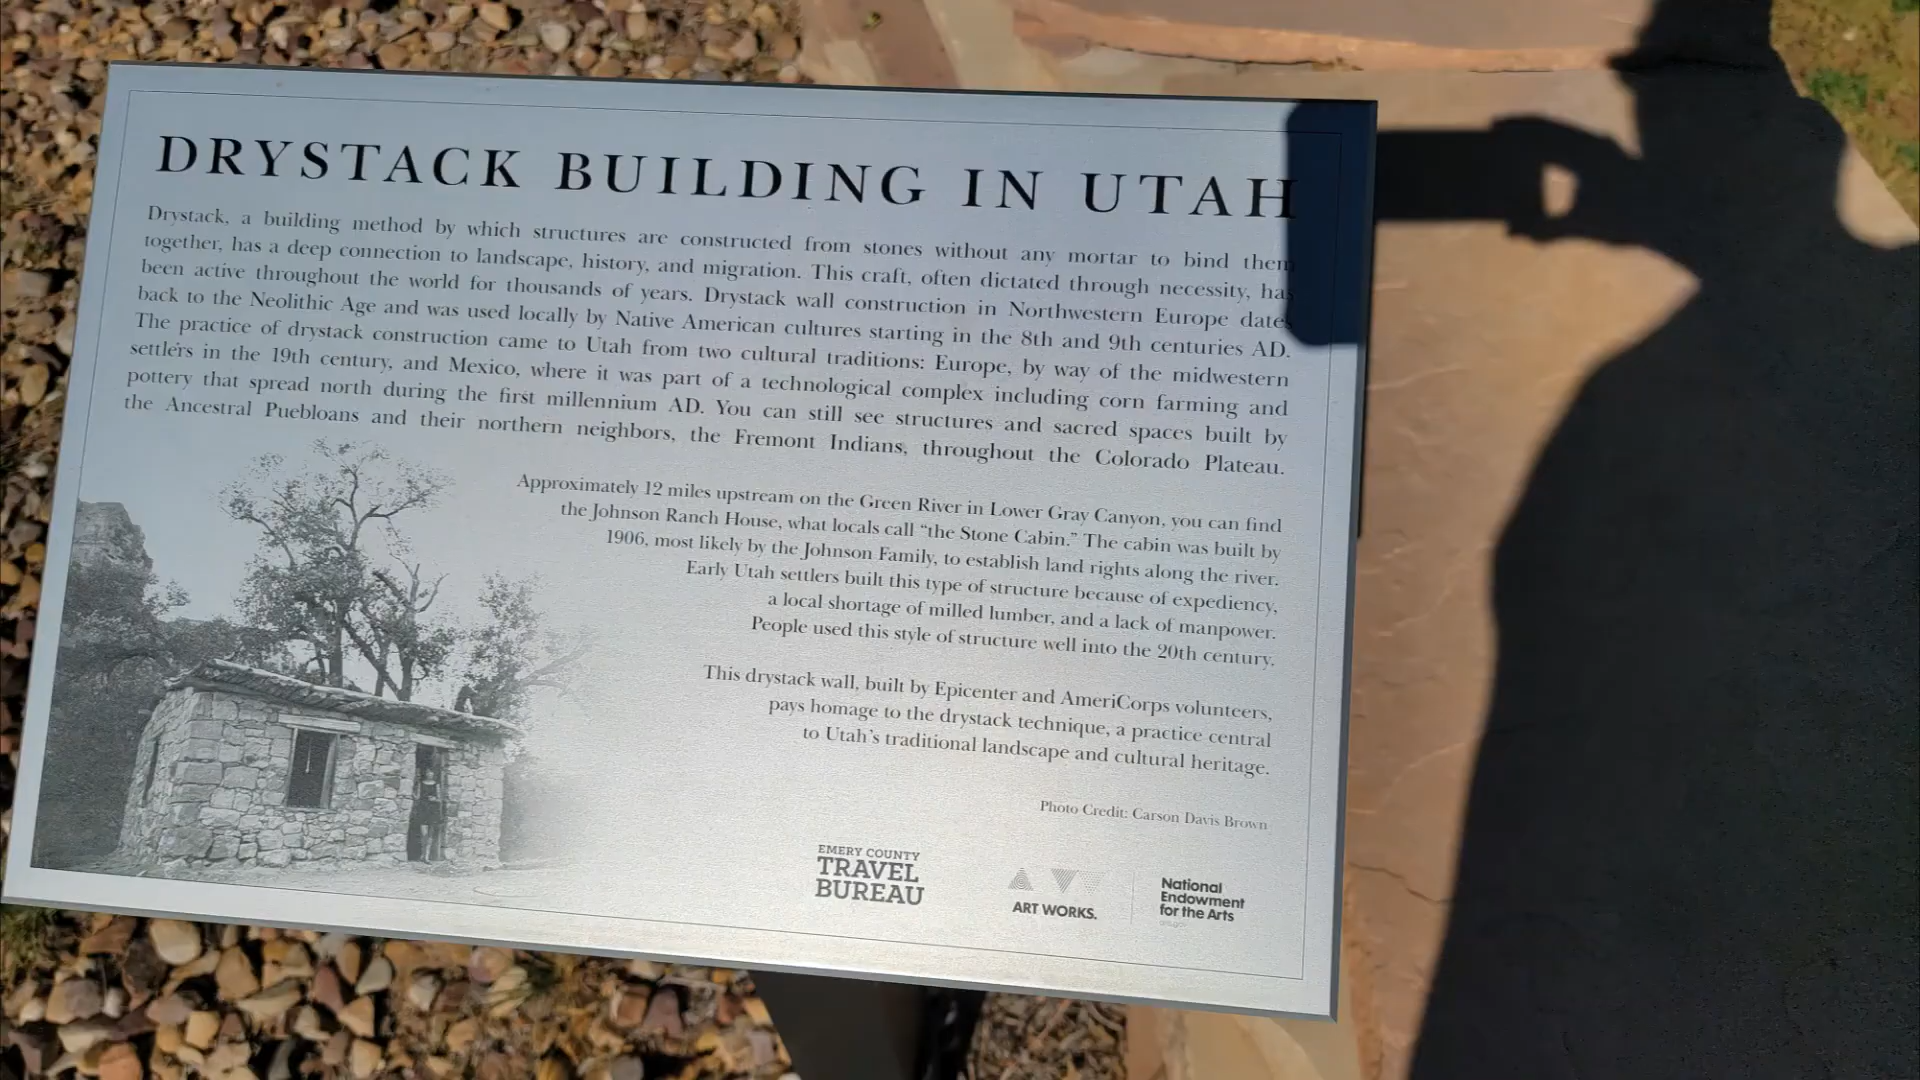 DRYSTACK BUILDING IN UTAH
Drystack, a building method by which structures are constructed from stones without any mortar to bind them
together, has a deep connection to landscape, history, and migration. This craft, often dictated through necessity, has
been active throughout the world for thousands of years. Drystack wall construction in Northwestern Europe dates
back to the Neolithic Age and was used locally by Native American cultures starting in the 8th and 9th centuries AD.
The practice of drystack construction came to Utah from two cultural traditions: Europe, by way of the midwestern
settlers in the 19th century, and Mexico, where it was part of a technological complex including corn farming and
pottery that spread north during the first millennium AD. You can still see structures and sacred spaces built by
the Ancestral Puebloans and their northern neighbors, the Fremont Indians, throughout the Colorado Plateau.
Approximately 12 miles upstream on the Green River in Lower Gray Canyon, you can find
the Johnson Ranch House, what locals call “the Stone Cabin.” The cabin was built by
1906, most likely by the Johnson Family, to establish land rights along the river.
Early Utah settlers built this type of structure because of expediency,
a local shortage of milled lumber, and a lack of manpower.
People used this style of structure well into the 20th century.
This drystack wall, built by Epicenter and AmeriCorps volunteers,
pays homage to the drystack technique, a practice central
to Utah’s traditional landscape and cultural heritage.
Photo Credit: Carson Davis Brown
EMERY COUNTY
TRAVEL
BUREAU
ART WORKS.
National
Endowment
for the Arts